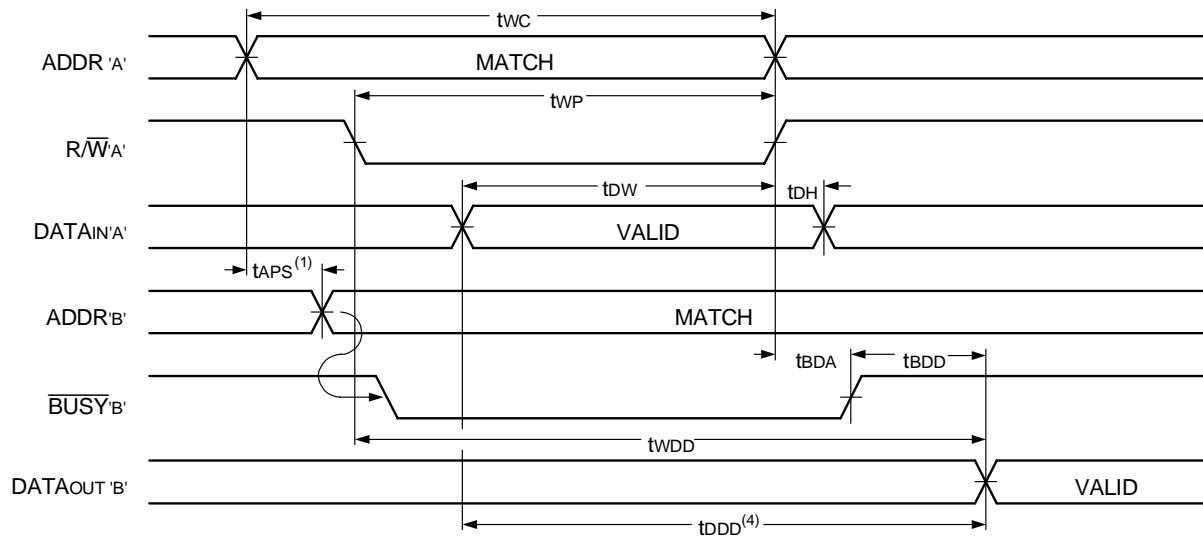 tWC
ADDR 'A' MATCH
tWP
R/W̅'A'
tDW tDH
DATAIN'A' VALID
tAPS(1)
ADDR'B' MATCH
tBDA tBDD
B̅U̅S̅Y̅'B'
tWDD
DATAOUT 'B' VALID
tDDD(4)